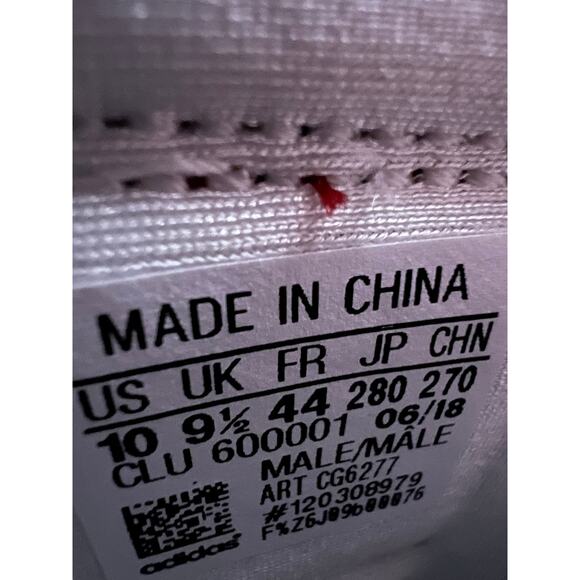 MADE IN CHINA
US UK FR JP CHN
10 9½ 44 280 270
CLU 600001 06/18
MALE/MÂLE
ART CG6277
#120308979
F%Z6J09b00076
adidas